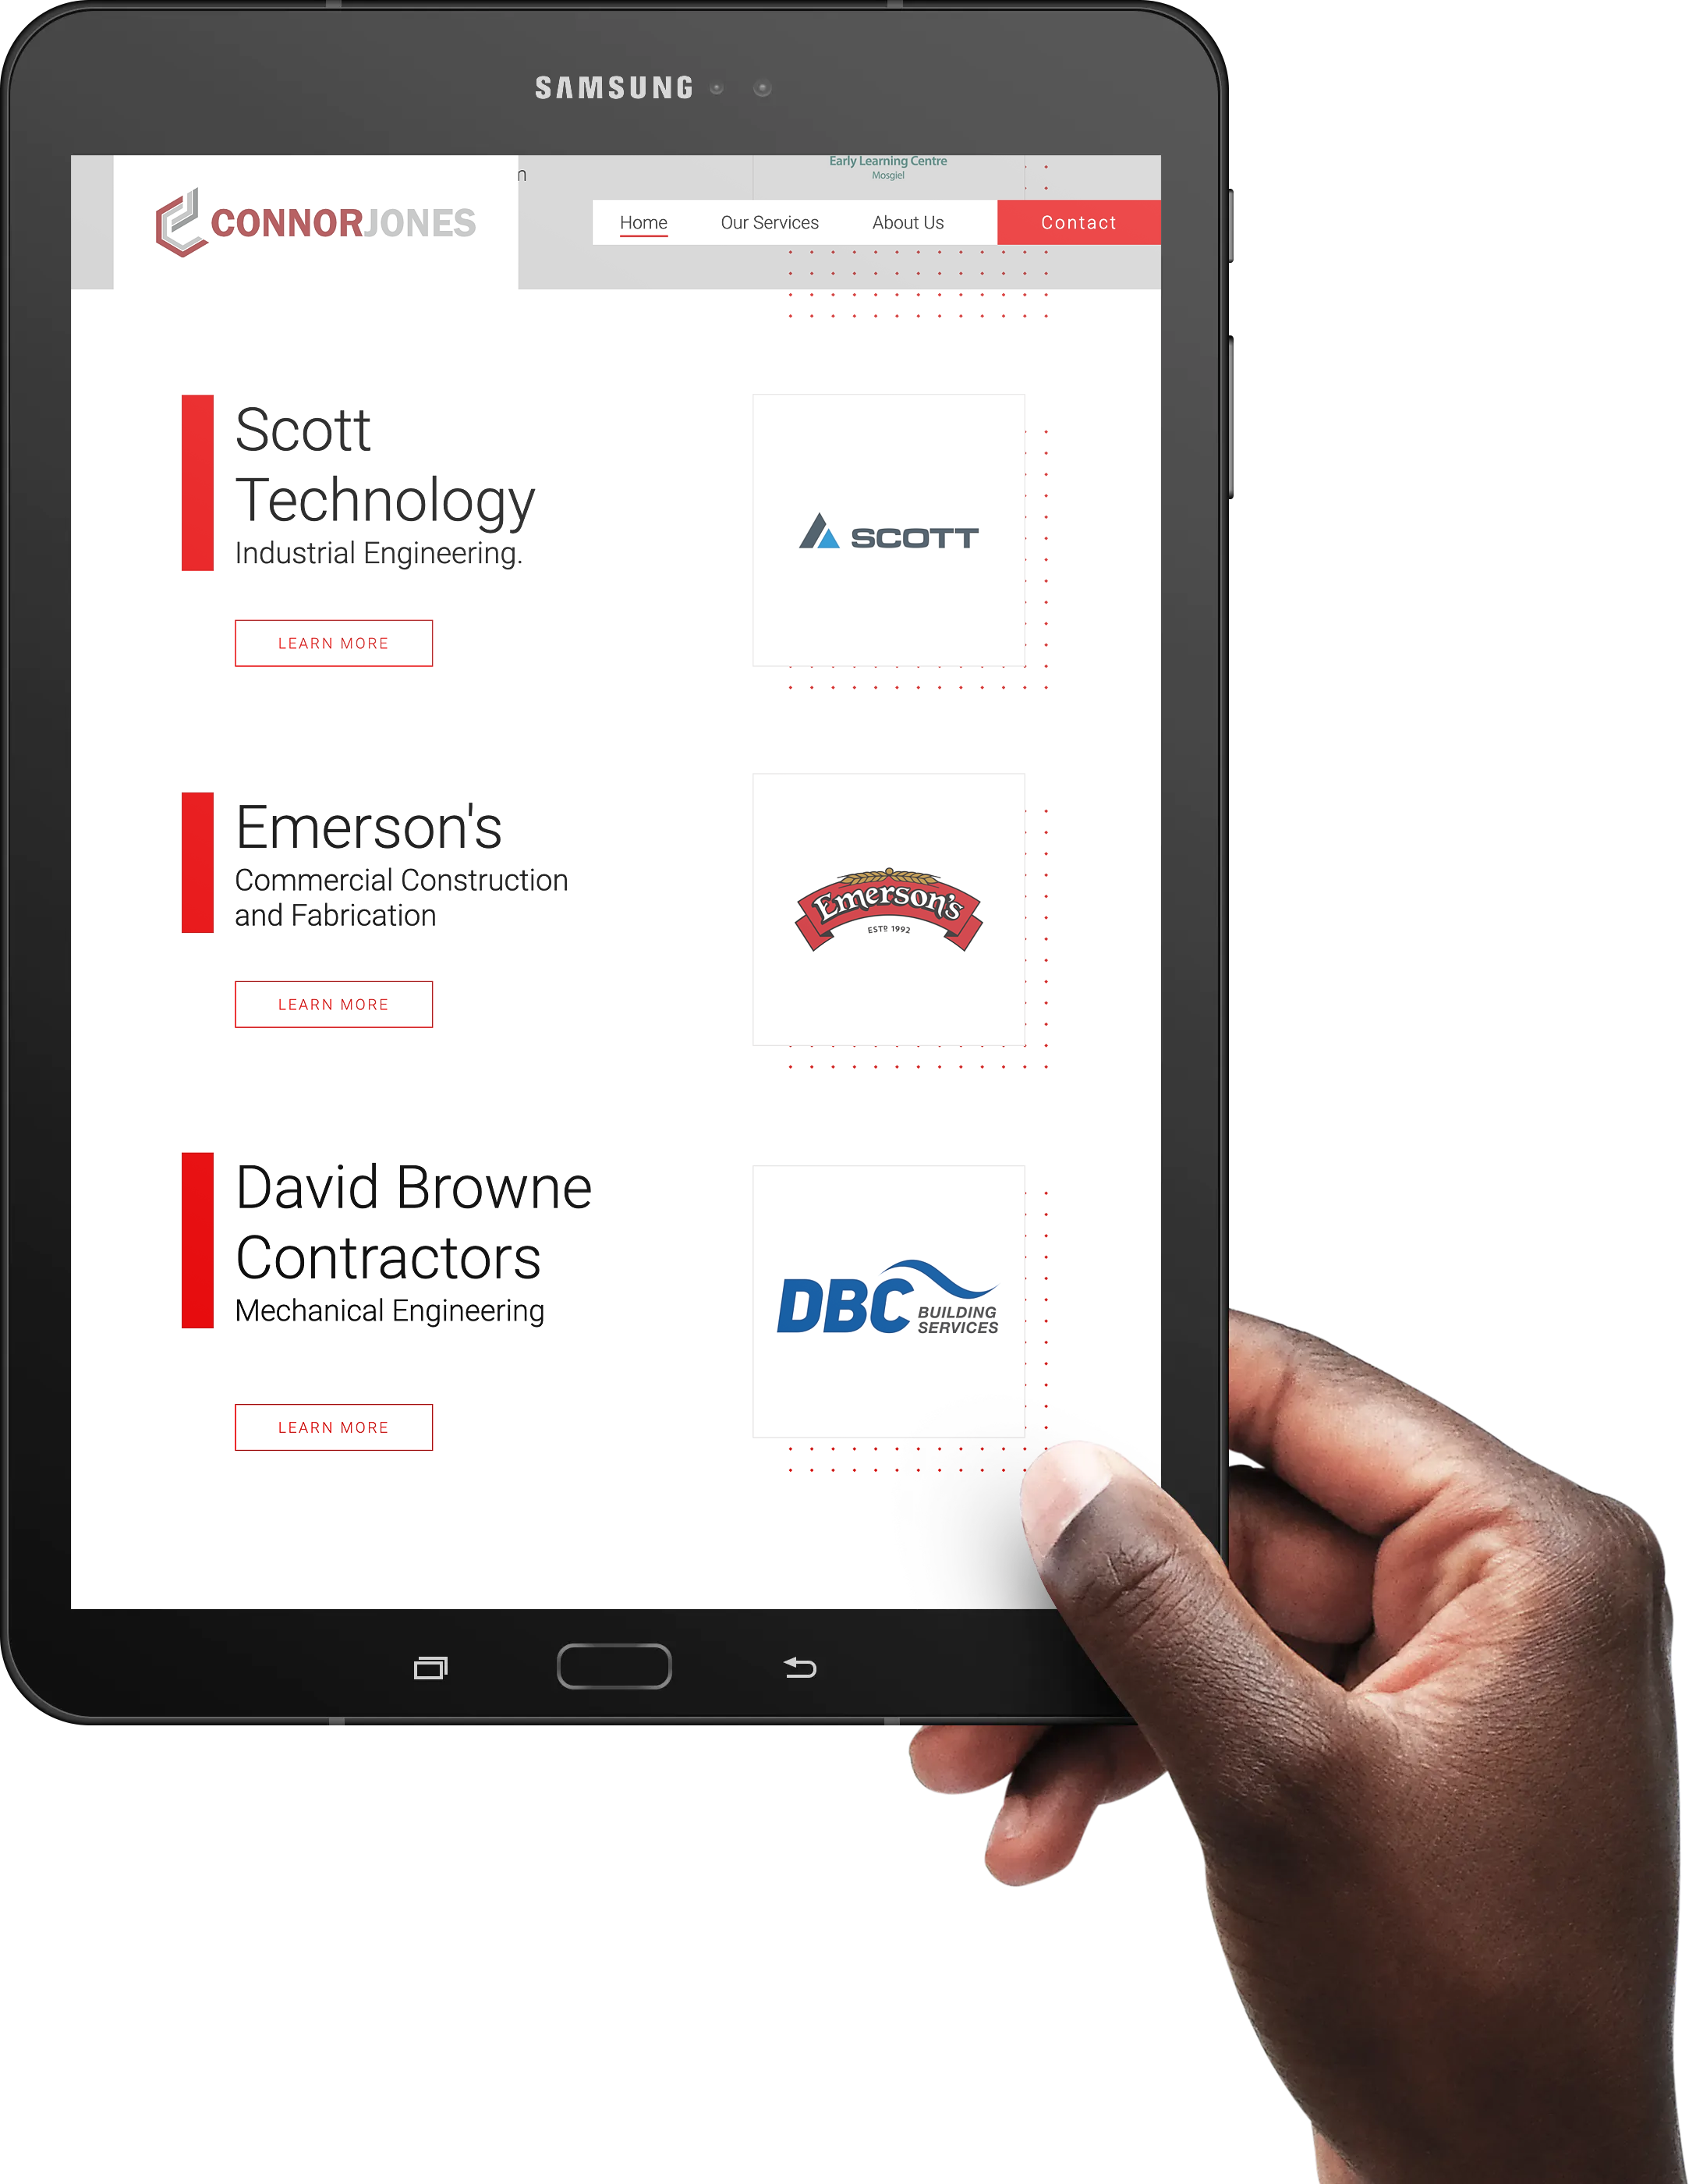 SAMSUNG
Early Learning Centre
Mosgiel
n
CONNORJONES
Home
Our Services
About Us
Contact
Scott
Technology
Industrial Engineering.
LEARN MORE
SCOTT
Emerson's
Commercial Construction
and Fabrication
LEARN MORE
Emerson's
ESTD 1992
David Browne
Contractors
Mechanical Engineering
LEARN MORE
DBC BUILDING
SERVICES